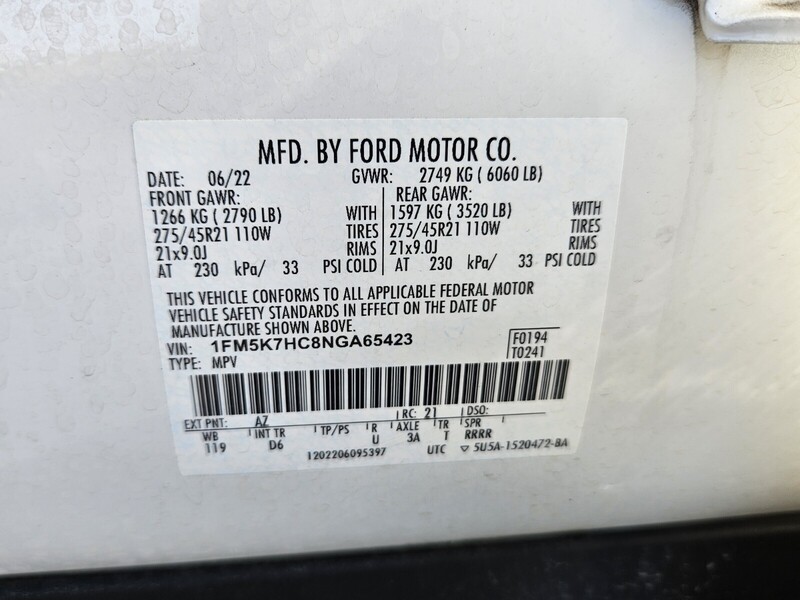 MFD. BY FORD MOTOR CO.
DATE: 06/22 GVWR: 2749 KG ( 6060 LB)
FRONT GAWR: REAR GAWR:
1266 KG ( 2790 LB) WITH 1597 KG ( 3520 LB) WITH
275/45R21 110W TIRES 275/45R21 110W TIRES
21x9.0J RIMS 21x9.0J RIMS
AT 230 kPa/ 33 PSI COLD AT 230 kPa/ 33 PSI COLD
THIS VEHICLE CONFORMS TO ALL APPLICABLE FEDERAL MOTOR
VEHICLE SAFETY STANDARDS IN EFFECT ON THE DATE OF
MANUFACTURE SHOWN ABOVE.
VIN: 1FM5K7HC8NGA65423 F0194
TYPE: MPV T0241
EXT PNT: AZ RC: 21 DSO:
WB INT TR TP/PS R AXLE TR SPR
119 D6 U 3A T RRRR
1202206095397 UTC ▽ 5U5A-1520472-BA